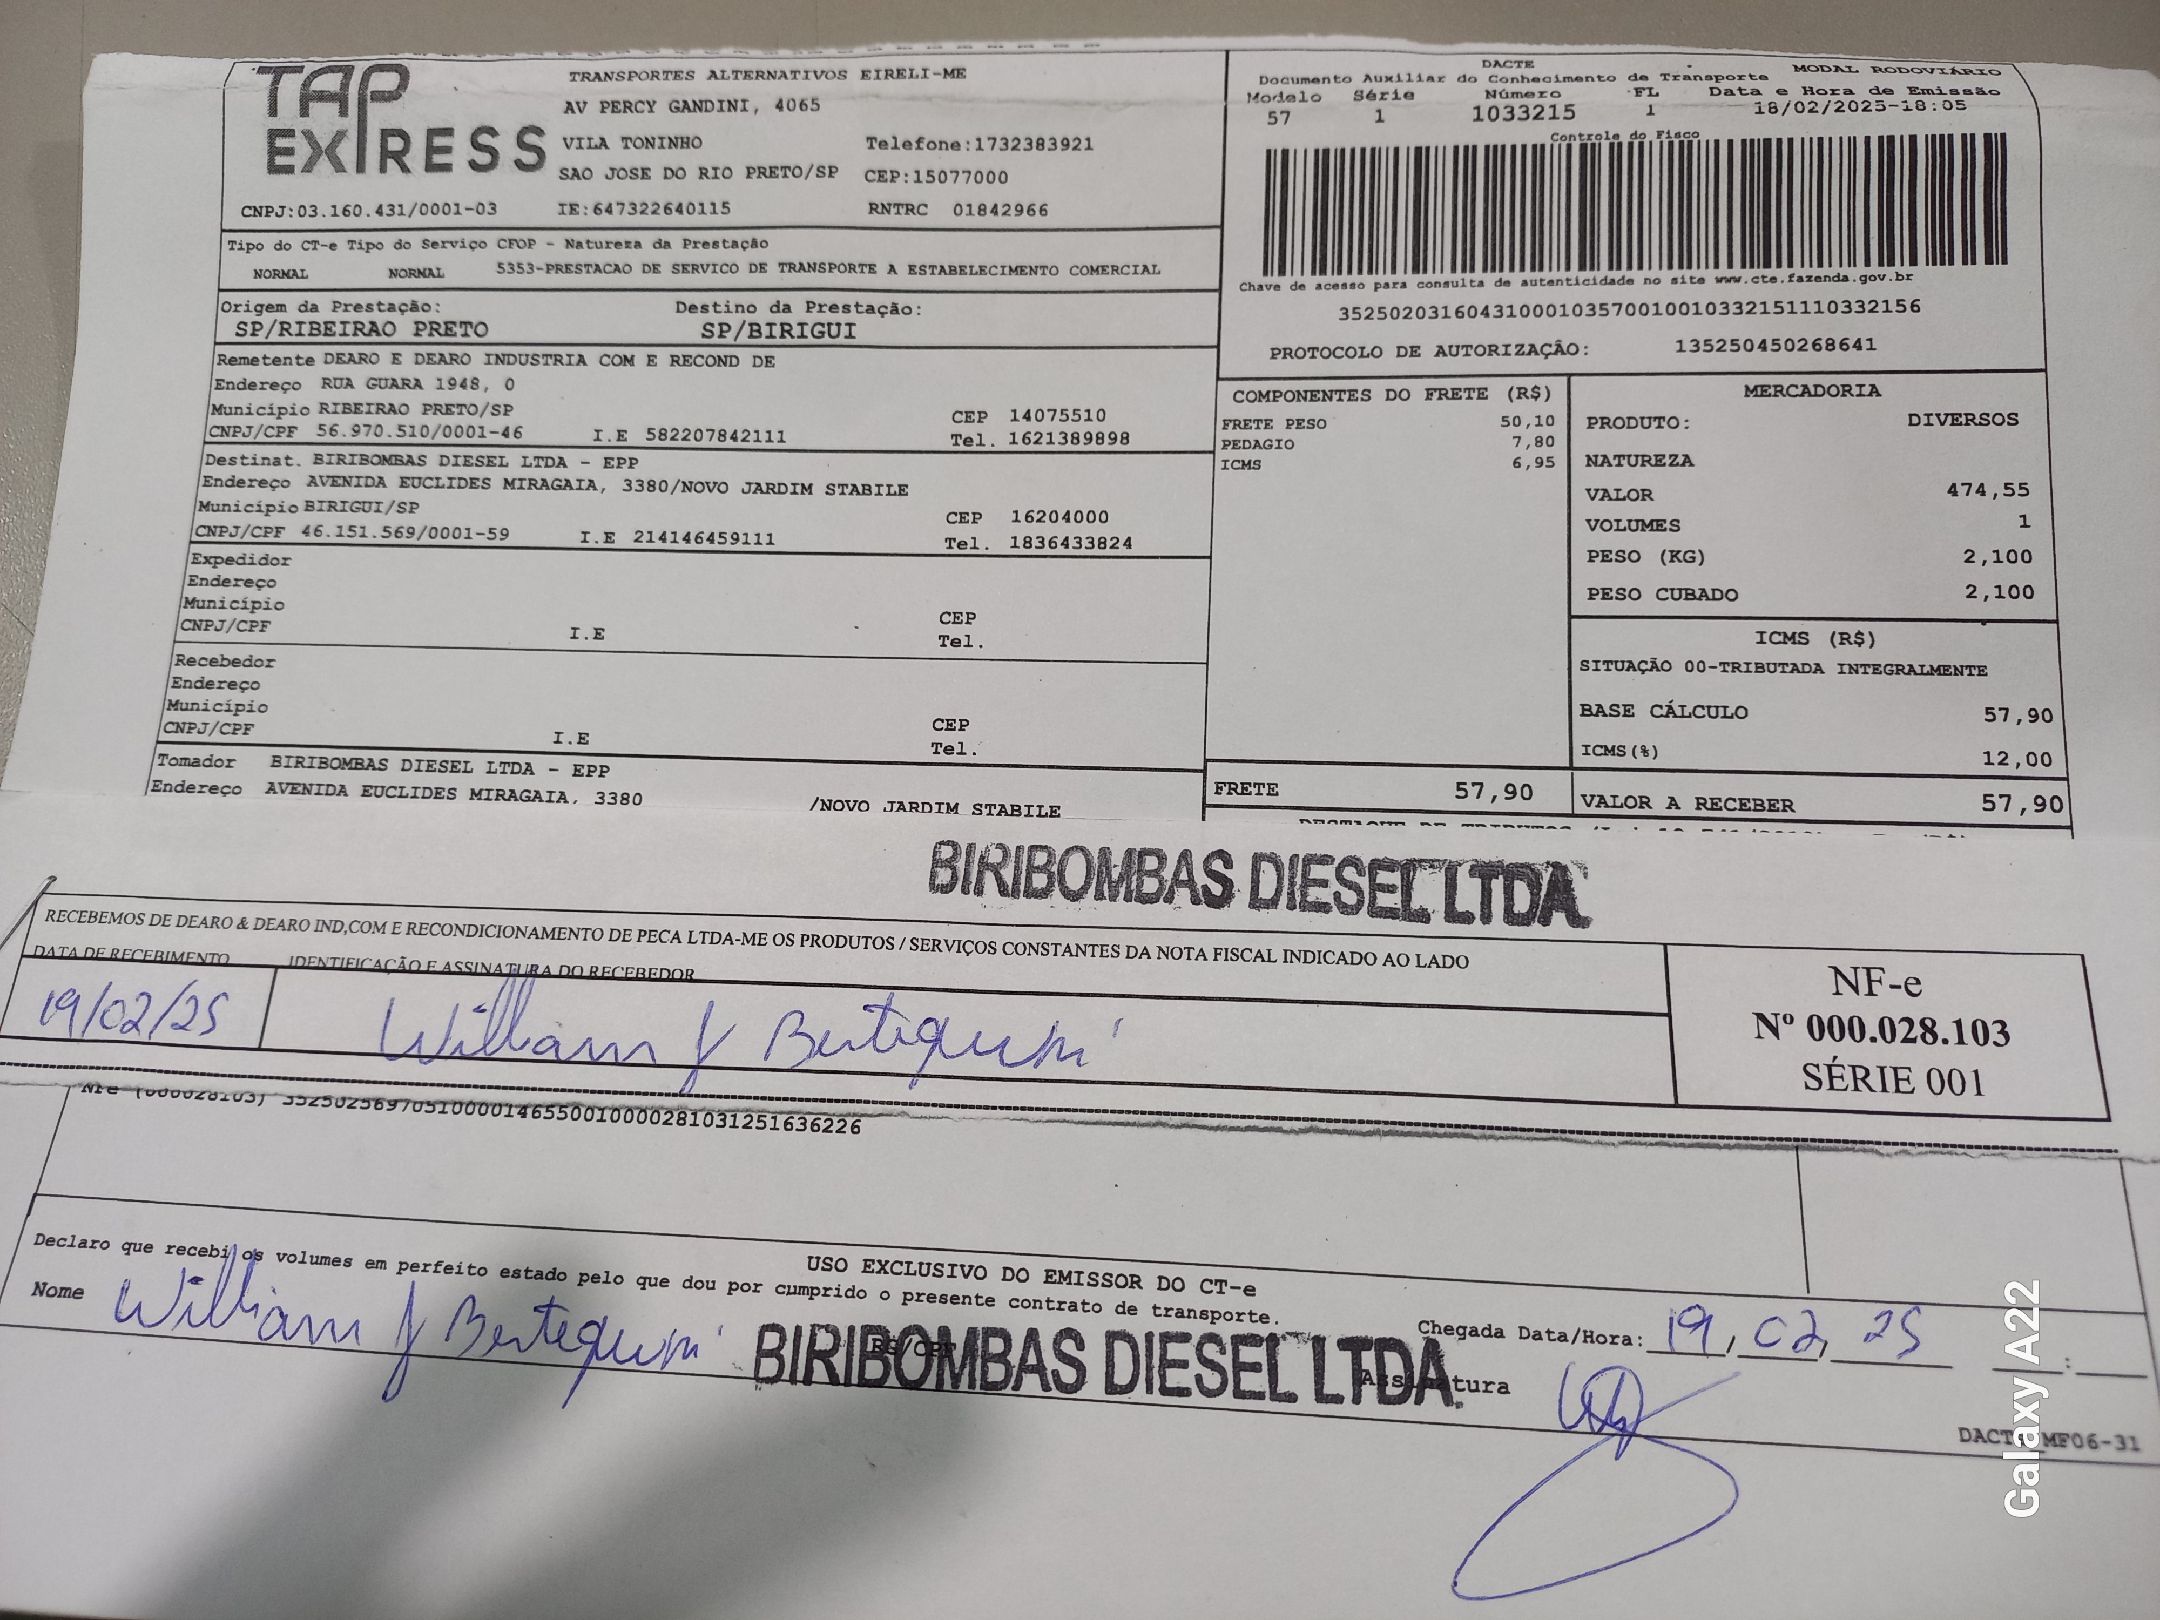 TAP EXPRESS
TRANSPORTES ALTERNATIVOS EIRELI-ME
AV PERCY GANDINI, 4065
VILA TONINHO Telefone:1732383921
SAO JOSE DO RIO PRETO/SP CEP:15077000
CNPJ:03.160.431/0001-03 IE:647322640115 RNTRC 01842966
DACTE MODAL RODOVIÁRIO
Documento Auxiliar do Conhecimento de Transporte
Modelo Série Número FL Data e Hora de Emissão
57 1 1033215 1 18/02/2025-18:05
Controle do Fisco
Chave de acesso para consulta de autenticidade no site www.cte.fazenda.gov.br
35250203160431000103570010010332151110332156
PROTOCOLO DE AUTORIZAÇÃO: 135250450268641
Tipo do CT-e Tipo do Serviço CFOP - Natureza da Prestação
NORMAL NORMAL 5353-PRESTACAO DE SERVICO DE TRANSPORTE A ESTABELECIMENTO COMERCIAL
Origem da Prestação: Destino da Prestação:
SP/RIBEIRAO PRETO SP/BIRIGUI
Remetente DEARO E DEARO INDUSTRIA COM E RECOND DE
Endereço RUA GUARA 1948, 0
Município RIBEIRAO PRETO/SP CEP 14075510
CNPJ/CPF 56.970.510/0001-46 I.E 582207842111 Tel. 1621389898
Destinat. BIRIBOMBAS DIESEL LTDA - EPP
Endereço AVENIDA EUCLIDES MIRAGAIA, 3380/NOVO JARDIM STABILE
Município BIRIGUI/SP CEP 16204000
CNPJ/CPF 46.151.569/0001-59 I.E 214146459111 Tel. 1836433824
Expedidor
Endereço
Município CEP
CNPJ/CPF I.E Tel.
Recebedor
Endereço
Município CEP
CNPJ/CPF I.E Tel.
Tomador BIRIBOMBAS DIESEL LTDA - EPP
Endereço AVENIDA EUCLIDES MIRAGAIA, 3380 /NOVO JARDIM STABILE
COMPONENTES DO FRETE (R$)
FRETE PESO 50,10
PEDAGIO 7,80
ICMS 6,95
FRETE 57,90
MERCADORIA
PRODUTO: DIVERSOS
NATUREZA
VALOR 474,55
VOLUMES 1
PESO (KG) 2,100
PESO CUBADO 2,100
ICMS (R$)
SITUAÇÃO 00-TRIBUTADA INTEGRALMENTE
BASE CÁLCULO 57,90
ICMS(%) 12,00
VALOR A RECEBER 57,90
BIRIBOMBAS DIESEL LTDA.
RECEBEMOS DE DEARO & DEARO IND,COM E RECONDICIONAMENTO DE PECA LTDA-ME OS PRODUTOS / SERVIÇOS CONSTANTES DA NOTA FISCAL INDICADO AO LADO
DATA DE RECEBIMENTO IDENTIFICAÇÃO E ASSINATURA DO RECEBEDOR
19/02/25 William J Bertequini
NF-e
Nº 000.028.103
SÉRIE 001
Nfe (000028103) 35250256970510000146550010000281031251636226
USO EXCLUSIVO DO EMISSOR DO CT-e
Declaro que recebi os volumes em perfeito estado pelo que dou por cumprido o presente contrato de transporte.
Nome William J Bertequini RG/CPF
BIRIBOMBAS DIESEL LTDA.
Chegada Data/Hora: 19, 02, 25 :
Assinatura
DACTE MF06-31
Galaxy A22